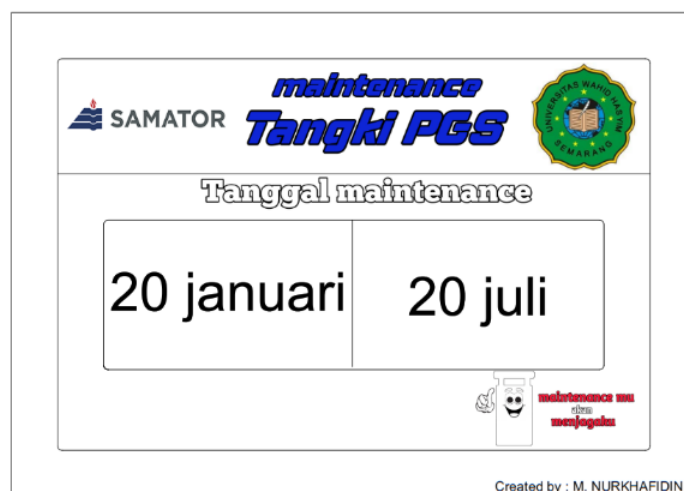 maintenance
SAMATOR
Tangki PGS
UNIVERSITAS WAHID HASYIM
SEMARANG
Tanggal maintenance
20 januari
20 juli
maintenance mu
akan
menjagaku
Created by : M. NURKHAFIDIN